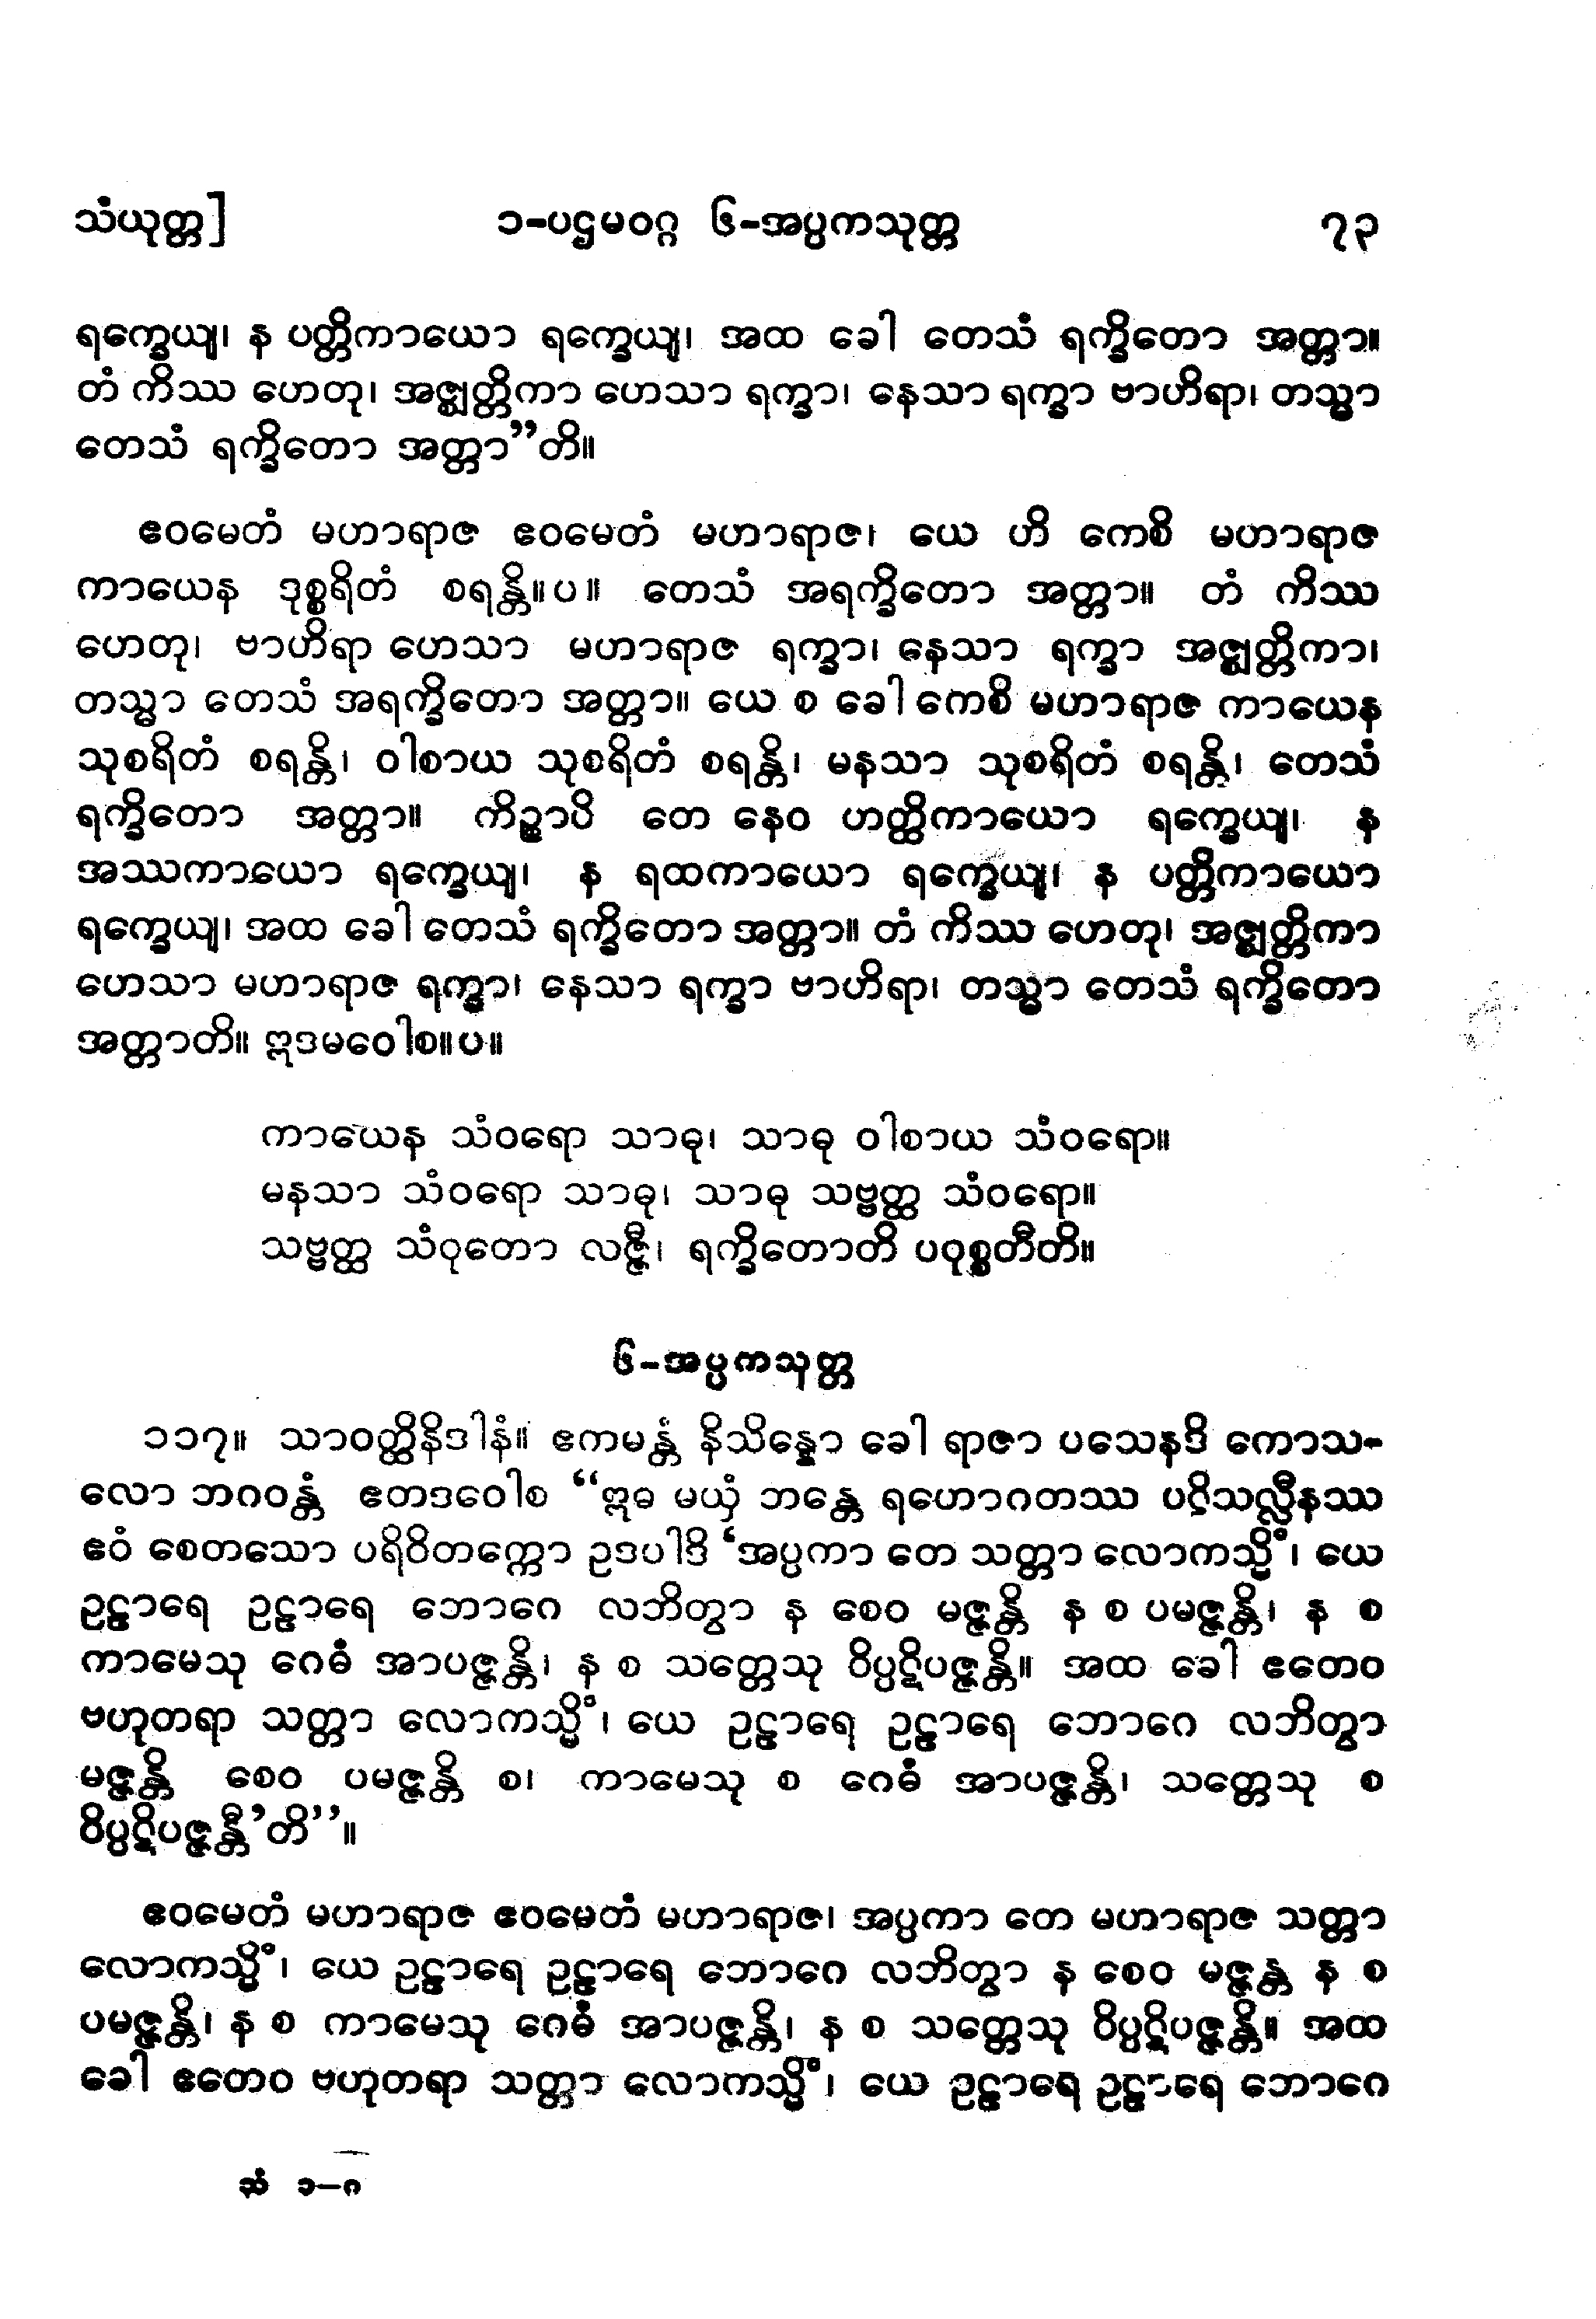 သံယုတ္တ] ၁-ပဌမဝဂ္ဂ ၆-အပ္ပကသုတ္တ ၇၃
ရက္ခေယျ၊ န ပတ္တိကာယော ရက္ခေယျ၊ အထ ခေါ တေသံ ရက္ခိတော အတ္တာ။
တံ ကိဿ ဟေတု၊ အဇ္ဈတ္တိကာ ဟေသာ ရက္ခာ၊ နေသာ ရက္ခာ ဗာဟိရာ၊ တသ္မာ
တေသံ ရက္ခိတော အတ္တာ”တိ။
ဧဝမေတံ မဟာရာဇ ဧဝမေတံ မဟာရာဇ၊ ယေ ဟိ ကေစိ မဟာရာဇ
ကာယေန ဒုစ္စရိတံ စရန္တိ။ပ။ တေသံ အရက္ခိတော အတ္တာ။ တံ ကိဿ
ဟေတု၊ ဗာဟိရာ ဟေသာ မဟာရာဇ ရက္ခာ၊ နေသာ ရက္ခာ အဇ္ဈတ္တိကာ၊
တသ္မာ တေသံ အရက္ခိတော အတ္တာ။ ယေ စ ခေါ ကေစိ မဟာရာဇ ကာယေန
သုစရိတံ စရန္တိ၊ ဝါစာယ သုစရိတံ စရန္တိ၊ မနသာ သုစရိတံ စရန္တိ၊ တေသံ
ရက္ခိတော အတ္တာ။ ကိဉ္စာပိ တေ နေဝ ဟတ္ထိကာယော ရက္ခေယျ၊ န
အဿကာယော ရက္ခေယျ၊ န ရထကာယော ရက္ခေယျ၊ န ပတ္တိကာယော
ရက္ခေယျ၊ အထ ခေါ တေသံ ရက္ခိတော အတ္တာ။ တံ ကိဿ ဟေတု၊ အဇ္ဈတ္တိကာ
ဟေသာ မဟာရာဇ ရက္ခာ၊ နေသာ ရက္ခာ ဗာဟိရာ၊ တသ္မာ တေသံ ရက္ခိတော
အတ္တာတိ။ ဣဒမဝေါစ။ပ။
ကာယေန သံဝရော သာဓု၊ သာဓု ဝါစာယ သံဝရော။
မနသာ သံဝရော သာဓု၊ သာဓု သဗ္ဗတ္ထ သံဝရော။
သဗ္ဗတ္ထ သံဝုတော လဇ္ဇီ၊ ရက္ခိတောတိ ပဝုစ္စတီတိ။
၆-အပ္ပကသုတ္တ
၁၁၇။ သာဝတ္ထိနိဒါနံ။ ဧကမန္တံ နိသိန္နော ခေါ ရာဇာ ပသေနဒိ ကောသ-
လော ဘဂဝန္တံ ဧတဒဝေါစ “ဣဓ မယှံ ဘန္တေ ရဟောဂတဿ ပဋိသလ္လီနဿ
ဧဝံ စေတသော ပရိဝိတက္ကော ဥဒပါဒိ ‘အပ္ပကာ တေ သတ္တာ လောကသ္မိံ၊ ယေ
ဥဠာရေ ဥဠာရေ ဘောဂေ လဘိတွာ န စေဝ မဇ္ဇန္တိ န စ ပမဇ္ဇန္တိ၊ န စ
ကာမေသု ဂေဓံ အာပဇ္ဇန္တိ၊ န စ သတ္တေသု ဝိပ္ပဋိပဇ္ဇန္တိ။ အထ ခေါ ဧတေဝ
ဗဟုတရာ သတ္တာ လောကသ္မိံ၊ ယေ ဥဠာရေ ဥဠာရေ ဘောဂေ လဘိတွာ
မဇ္ဇန္တိ စေဝ ပမဇ္ဇန္တိ စ၊ ကာမေသု စ ဂေဓံ အာပဇ္ဇန္တိ၊ သတ္တေသု စ
ဝိပ္ပဋိပဇ္ဇန္တီ’တိ”။
ဧဝမေတံ မဟာရာဇ ဧဝမေတံ မဟာရာဇ၊ အပ္ပကာ တေ မဟာရာဇ သတ္တာ
လောကသ္မိံ၊ ယေ ဥဠာရေ ဥဠာရေ ဘောဂေ လဘိတွာ န စေဝ မဇ္ဇန္တ န စ
ပမဇ္ဇန္တိ၊ န စ ကာမေသု ဂေဓံ အာပဇ္ဇန္တိ၊ န စ သတ္တေသု ဝိပ္ပဋိပဇ္ဇန္တိ။ အထ
ခေါ ဧတေဝ ဗဟုတရာ သတ္တာ လောကသ္မိံ၊ ယေ ဥဠာရေ ဥဠာရေ ဘောဂေ
သံ ၁–ဂ